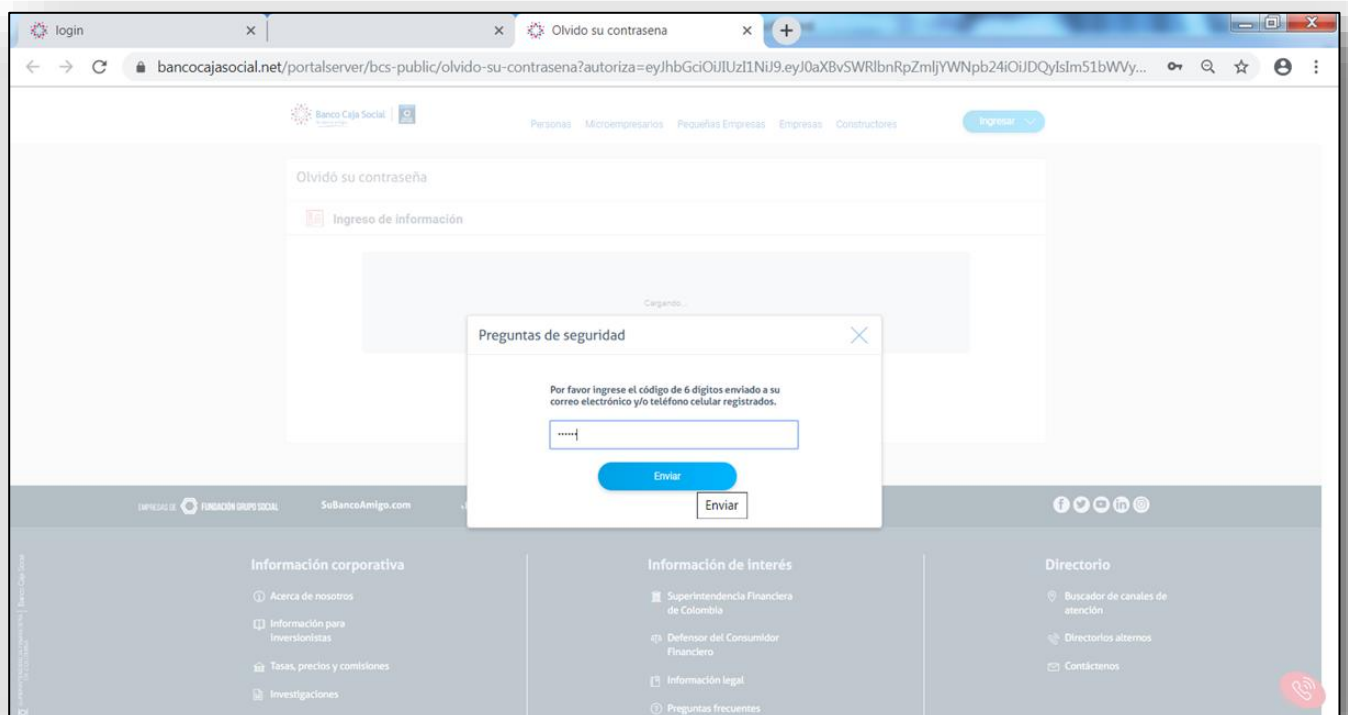 login
Olvido su contrasena
bancocajasocial.net/portalserver/bcs-public/olvido-su-contrasena?autoriza=eyJhbGciOiJIUzI1NiJ9.eyJ0aXBvSWRlbnRpZmljYWNpb24iOiJDQyIsIm51bWVy...
Banco Caja Social
Personas Microempresarios Pequeñas Empresas Empresas Constructores
Ingresar
Olvidó su contraseña
Ingreso de información
Cargando...
Preguntas de seguridad
Por favor ingrese el código de 6 dígitos enviado a su
correo electrónico y/o teléfono celular registrados.
Enviar
Enviar
EMPRESAS DE FUNDACIÓN GRUPO SOCIAL SuBancoAmigo.com
Información corporativa
Acerca de nosotros
Información para
Inversionistas
Tasas, precios y comisiones
Investigaciones
Información de interés
Superintendencia Financiera
de Colombia
Defensor del Consumidor
Financiero
Información legal
Preguntas frecuentes
Directorio
Buscador de canales de
atención
Directorios alternos
Contáctenos